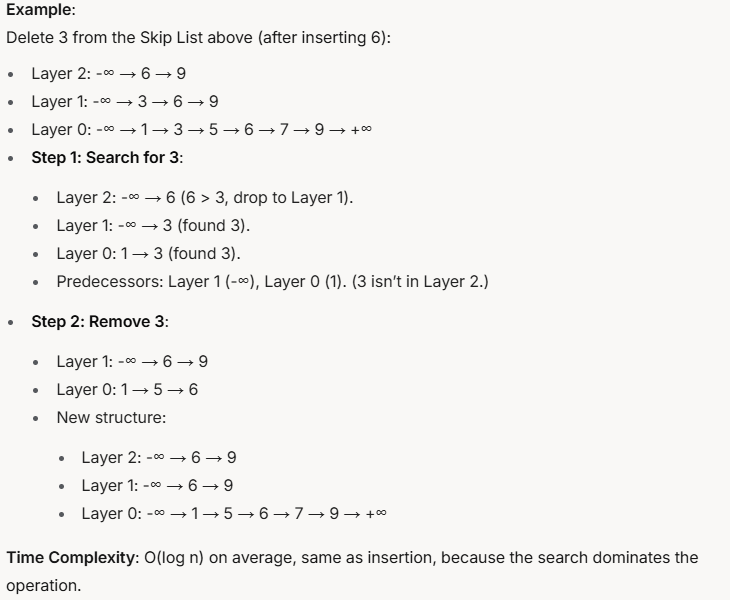 Example:
Delete 3 from the Skip List above (after inserting 6):
• Layer 2: -∞ → 6 → 9
• Layer 1: -∞ → 3 → 6 → 9
• Layer 0: -∞ → 1 → 3 → 5 → 6 → 7 → 9 → +∞
• Step 1: Search for 3:
• Layer 2: -∞ → 6 (6 > 3, drop to Layer 1).
• Layer 1: -∞ → 3 (found 3).
• Layer 0: 1 → 3 (found 3).
• Predecessors: Layer 1 (-∞), Layer 0 (1). (3 isn’t in Layer 2.)
• Step 2: Remove 3:
• Layer 1: -∞ → 6 → 9
• Layer 0: 1 → 5 → 6
• New structure:
• Layer 2: -∞ → 6 → 9
• Layer 1: -∞ → 6 → 9
• Layer 0: -∞ → 1 → 5 → 6 → 7 → 9 → +∞
Time Complexity: O(log n) on average, same as insertion, because the search dominates the
operation.